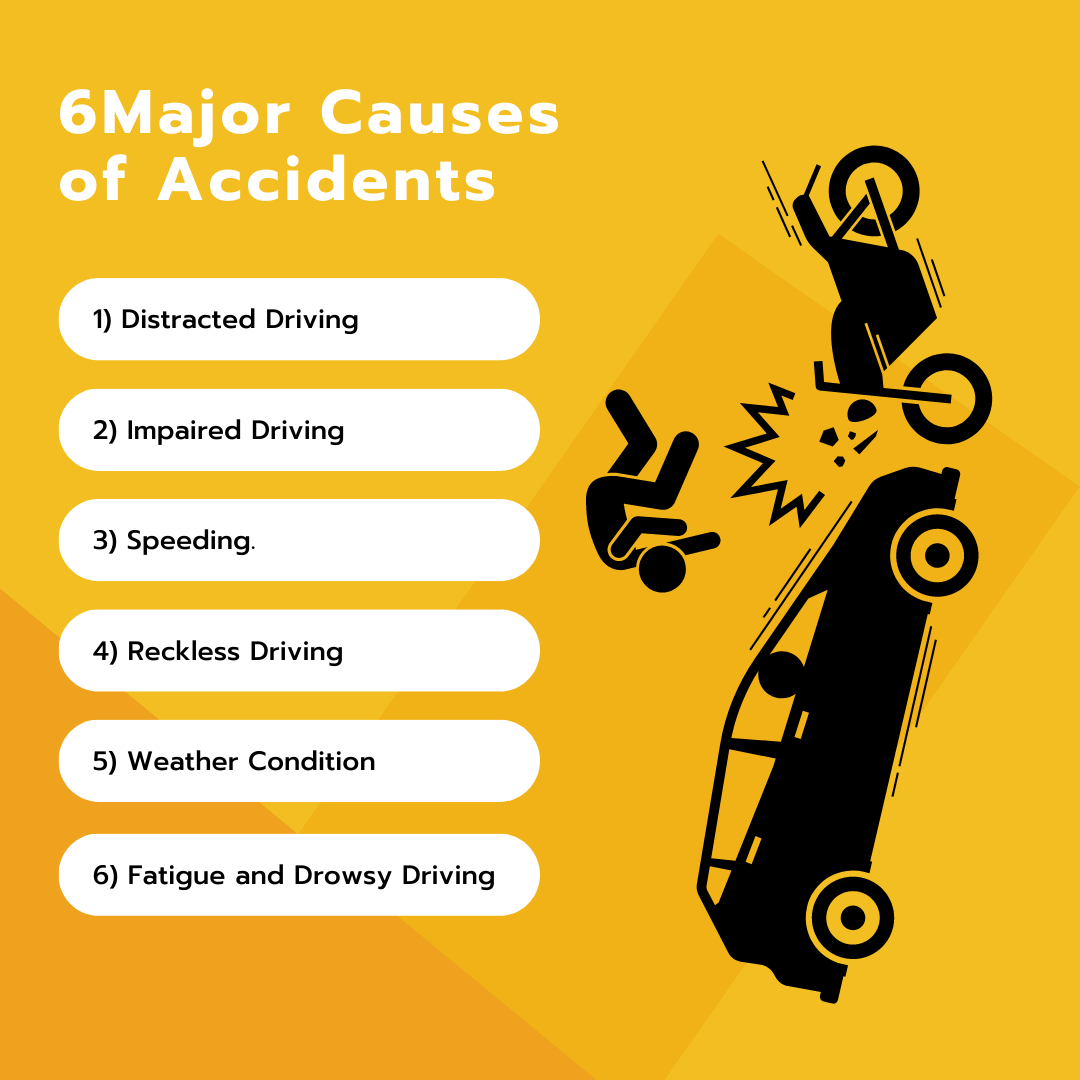 6Major Causes
of Accidents
1) Distracted Driving
2) Impaired Driving
3) Speeding.
4) Reckless Driving
5) Weather Condition
6) Fatigue and Drowsy Driving